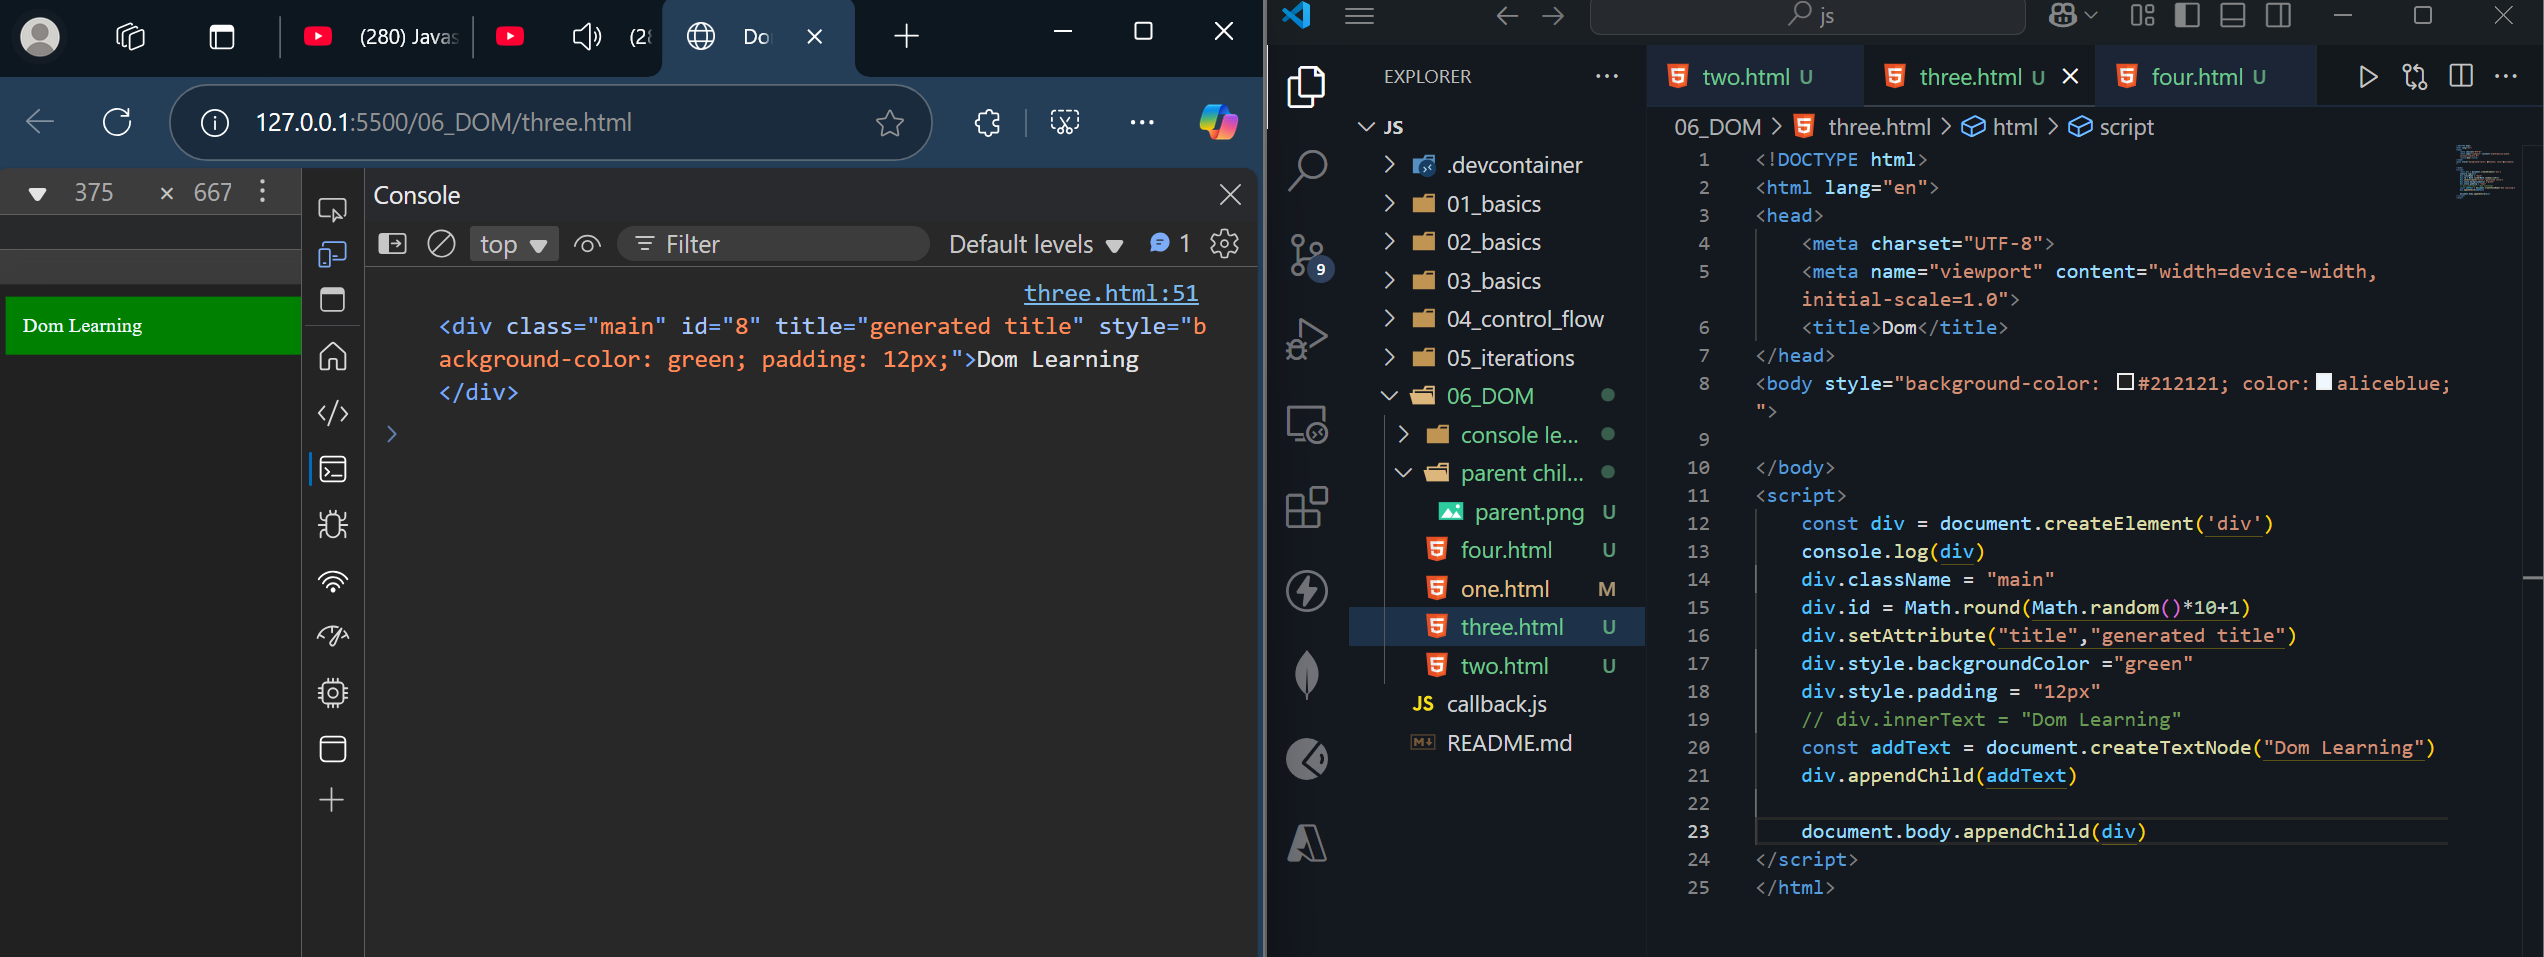 (280) Javas
(28
Do
127.0.0.1:5500/06_DOM/three.html
375 × 667
Dom Learning
Console
top
Filter
Default levels
1
three.html:51
<div class="main" id="8" title="generated title" style="b
ackground-color: green; padding: 12px;">Dom Learning
</div>
js
EXPLORER
JS
.devcontainer
01_basics
02_basics
03_basics
04_control_flow
05_iterations
06_DOM
console le...
parent chil...
parent.png U
four.html U
one.html M
three.html U
two.html U
JS callback.js
README.md
9
two.html U
three.html U
four.html U
06_DOM > three.html > html > script
1 <!DOCTYPE html>
2 <html lang="en">
3 <head>
4 <meta charset="UTF-8">
5 <meta name="viewport" content="width=device-width,
initial-scale=1.0">
6 <title>Dom</title>
7 </head>
8 <body style="background-color: #212121; color: aliceblue;
">
9
10 </body>
11 <script>
12 const div = document.createElement('div')
13 console.log(div)
14 div.className = "main"
15 div.id = Math.round(Math.random()*10+1)
16 div.setAttribute("title","generated title")
17 div.style.backgroundColor ="green"
18 div.style.padding = "12px"
19 // div.innerText = "Dom Learning"
20 const addText = document.createTextNode("Dom Learning")
21 div.appendChild(addText)
22
23 document.body.appendChild(div)
24 </script>
25 </html>